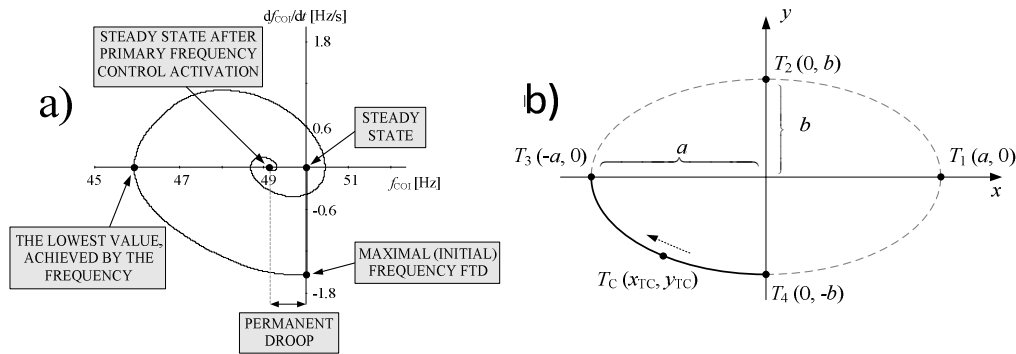 a)
df_COI/dt [Hz/s]
STEADY STATE AFTER
PRIMARY FREQUENCY
CONTROL ACTIVATION
1.8
0.6
STEADY
STATE
45
47
49
51
f_COI [Hz]
-0.6
THE LOWEST VALUE,
ACHIEVED BY THE
FREQUENCY
MAXIMAL (INITIAL)
FREQUENCY FTD
-1.8
PERMANENT
DROOP
b)
y
T2 (0, b)
b
a
T3 (-a, 0)
T1 (a, 0)
x
TC (xTC, yTC)
T4 (0, -b)